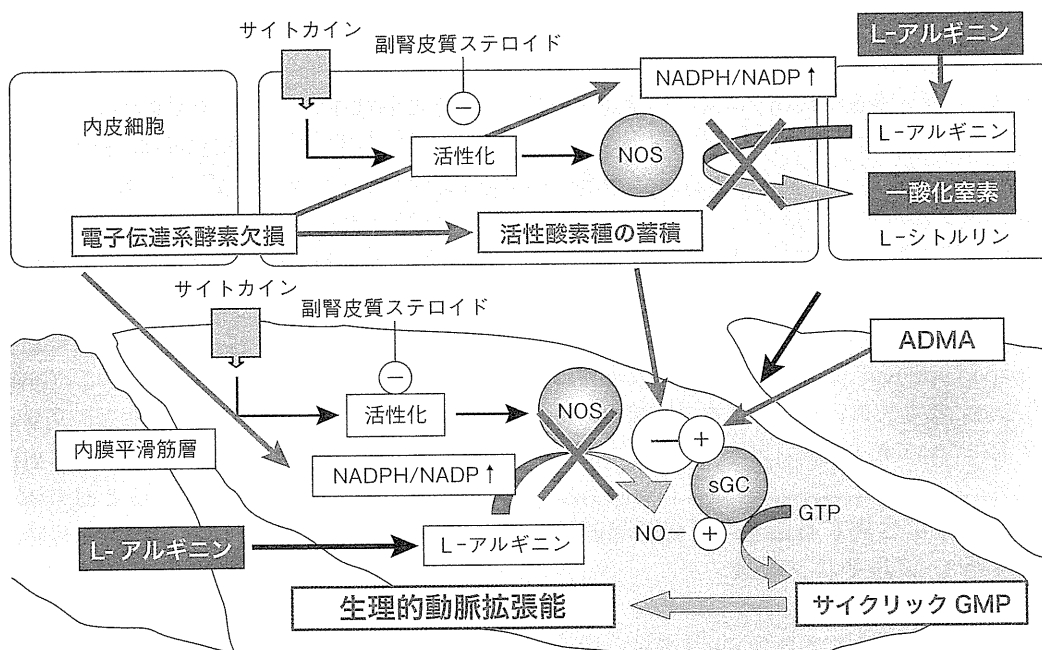 サイトカイン
副腎皮質ステロイド
L-アルギニン
NADPH/NADP↑
内皮細胞
－
活性化
NOS
L-アルギニン
一酸化窒素
L-シトルリン
電子伝達系酵素欠損
活性酸素種の蓄積
サイトカイン
副腎皮質ステロイド
ADMA
－
活性化
NOS
－
＋
内膜平滑筋層
NADPH/NADP↑
sGC
GTP
NO－
＋
L-アルギニン
L-アルギニン
生理的動脈拡張能
サイクリックGMP